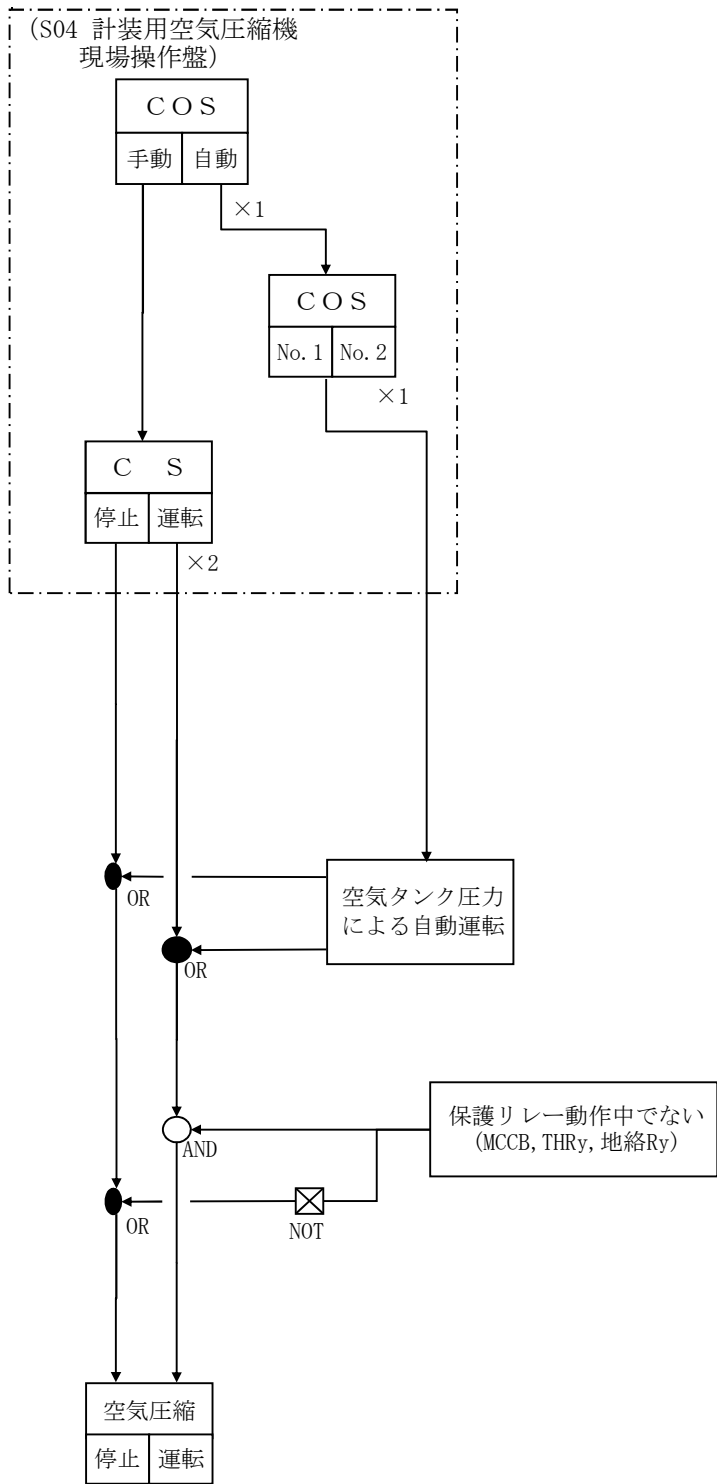 (S04 計装用空気圧縮機
現場操作盤)
COS
手動 自動
×1
COS
No.1 No.2
×1
C S
停止 運転
×2
OR
空気タンク圧力
による自動運転
OR
保護リレー動作中でない
(MCCB,THRy,地絡Ry)
AND
OR
NOT
空気圧縮
停止 運転